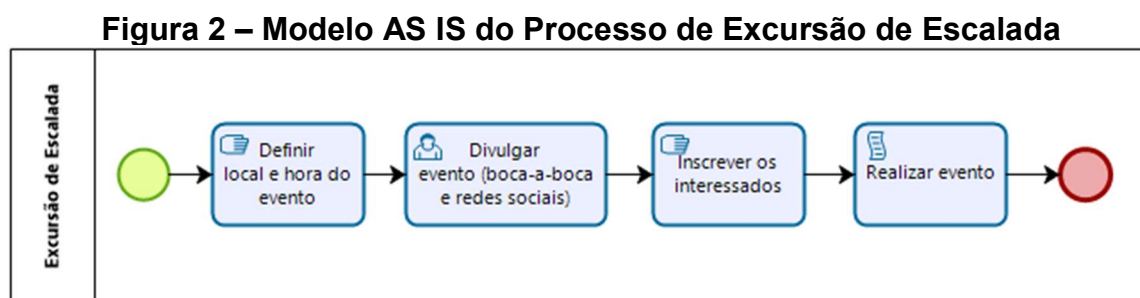 Figura 2 – Modelo AS IS do Processo de Excursão de Escalada
Excursão de Escalada
Definir
local e hora do
evento
Divulgar
evento (boca-a-boca
e redes sociais)
Inscrever os
interessados
Realizar evento